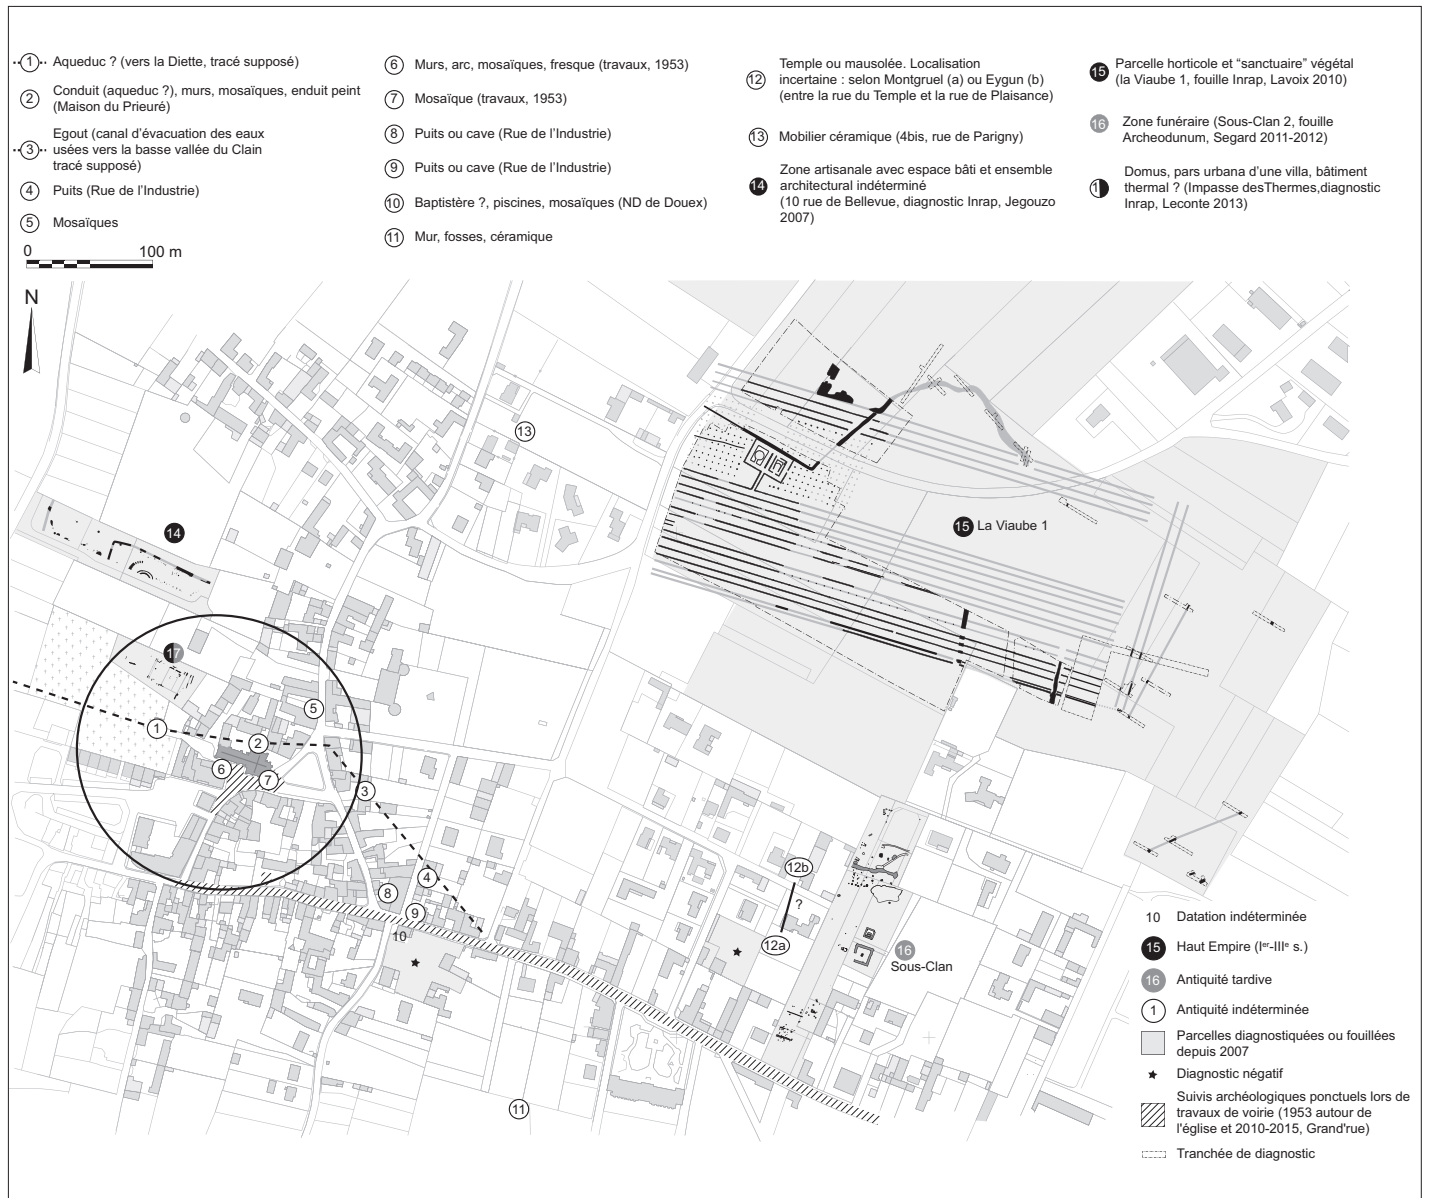 1 Aqueduc ? (vers la Diette, tracé supposé)
2 Conduit (aqueduc ?), murs, mosaïques, enduit peint
(Maison du Prieuré)
3 Egout (canal d'évacuation des eaux
usées vers la basse vallée du Clain
tracé supposé)
4 Puits (Rue de l'Industrie)
5 Mosaïques
6 Murs, arc, mosaïques, fresque (travaux, 1953)
7 Mosaïque (travaux, 1953)
8 Puits ou cave (Rue de l'Industrie)
9 Puits ou cave (Rue de l'Industrie)
10 Baptistère ?, piscines, mosaïques (ND de Douex)
11 Mur, fosses, céramique
12 Temple ou mausolée. Localisation
incertaine : selon Montgruel (a) ou Eygun (b)
(entre la rue du Temple et la rue de Plaisance)
13 Mobilier céramique (4bis, rue de Parigny)
14 Zone artisanale avec espace bâti et ensemble
architectural indéterminé
(10 rue de Bellevue, diagnostic Inrap, Jegouzo
2007)
15 Parcelle horticole et “sanctuaire” végétal
(la Viaube 1, fouille Inrap, Lavoix 2010)
16 Zone funéraire (Sous-Clan 2, fouille
Archeodunum, Segard 2011-2012)
1 Domus, pars urbana d'une villa, bâtiment
thermal ? (Impasse desThermes,diagnostic
Inrap, Leconte 2013)
0 100 m
N
13
14
15 La Viaube 1
17
5
1
2
6
7
3
12b
4
8
?
9
10
12a
16
Sous-Clan
11
10 Datation indéterminée
15 Haut Empire (Ier-IIIe s.)
16 Antiquité tardive
1 Antiquité indéterminée
Parcelles diagnostiquées ou fouillées
depuis 2007
Diagnostic négatif
Suivis archéologiques ponctuels lors de
travaux de voirie (1953 autour de
l'église et 2010-2015, Grand'rue)
Tranchée de diagnostic